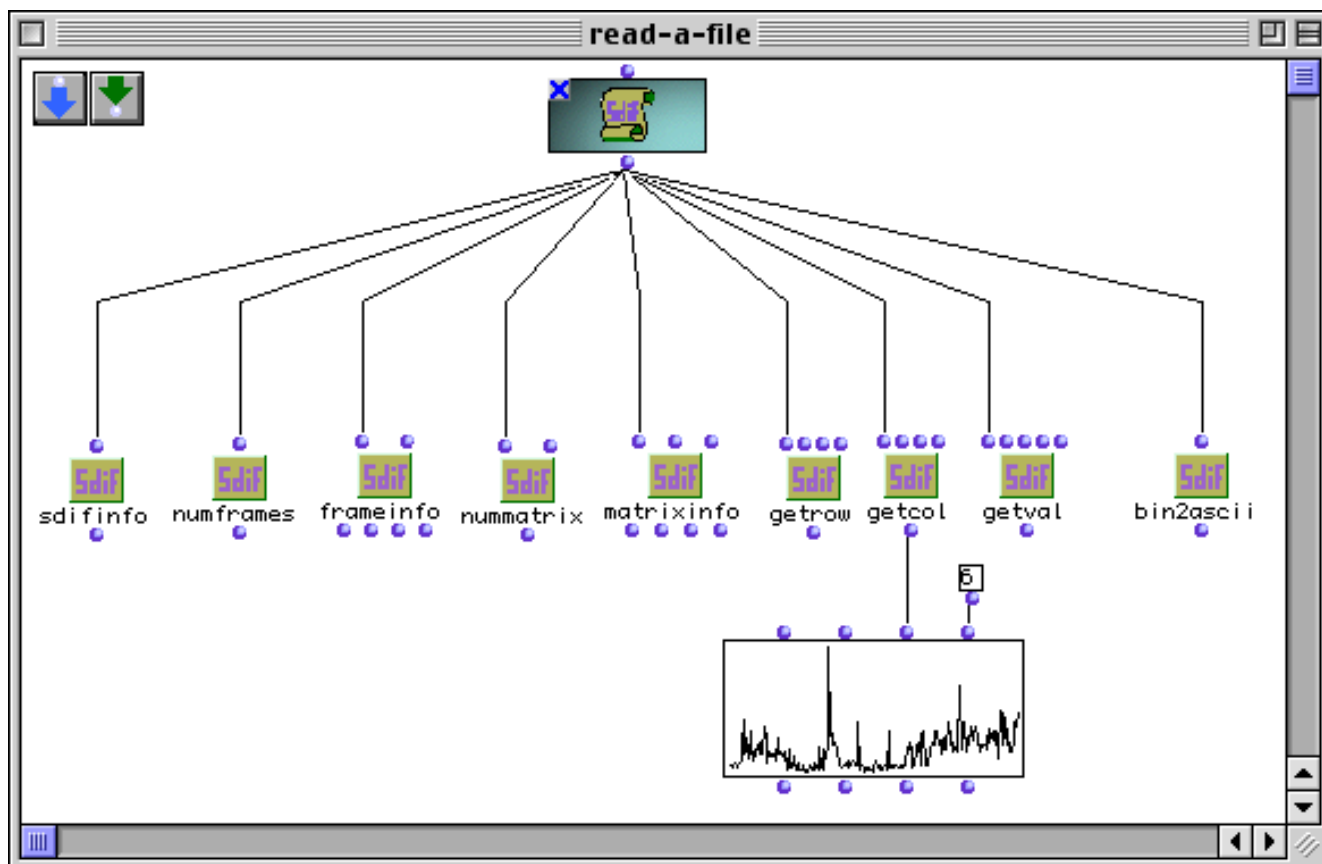 read-a-file
Sdif
Sdif Sdif Sdif Sdif Sdif Sdif Sdif Sdif Sdif
sdifinfo numframes frameinfo nummatrix matrixinfo getrow getcol getval bin2ascii
6